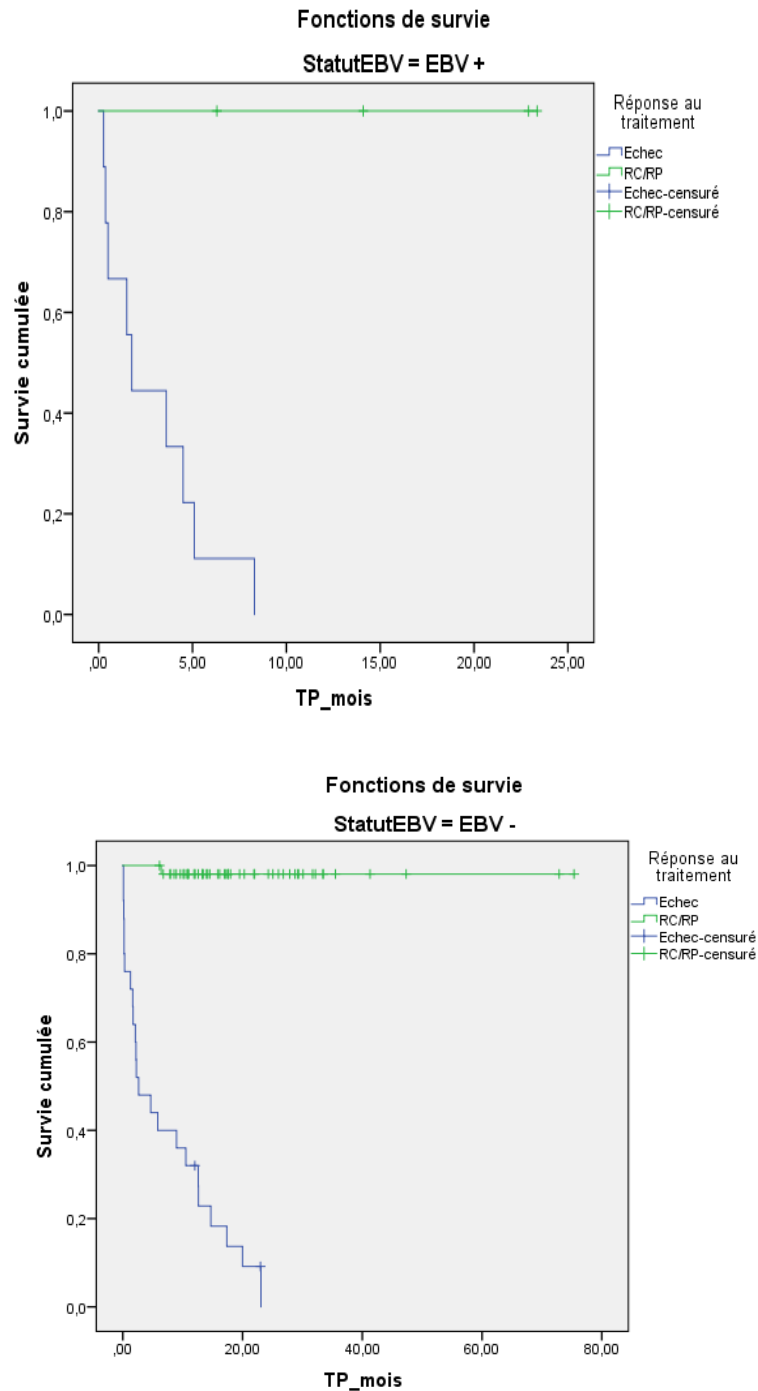 Fonctions de survie
StatutEBV = EBV +
Réponse au
traitement
Echec
RC/RP
Echec-censuré
RC/RP-censuré
1,0
0,8
0,6
0,4
0,2
0,0
Survie cumulée
,00 5,00 10,00 15,00 20,00 25,00
TP_mois
Fonctions de survie
StatutEBV = EBV -
Réponse au
traitement
Echec
RC/RP
Echec-censuré
RC/RP-censuré
1,0
0,8
0,6
0,4
0,2
0,0
Survie cumulée
,00 20,00 40,00 60,00 80,00
TP_mois